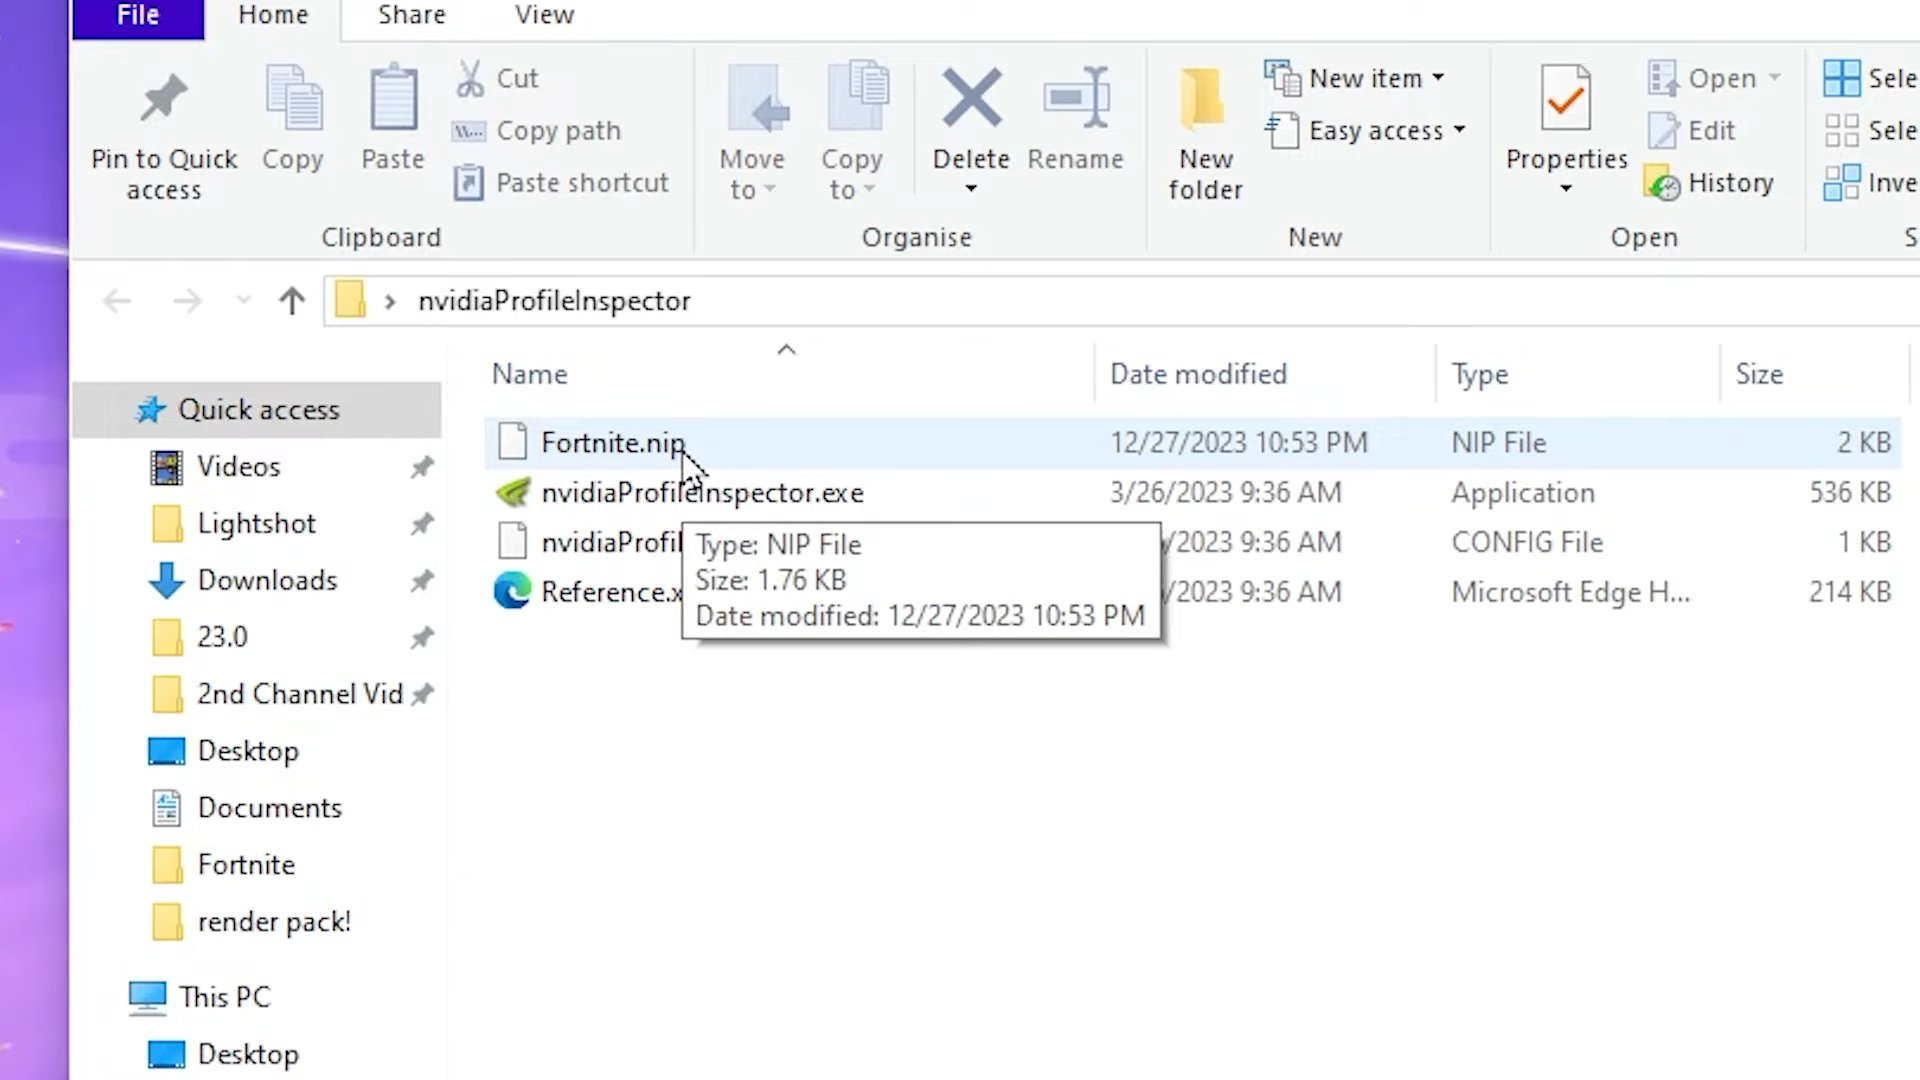 File Home Share View
Pin to Quick access
Copy
Paste
Cut
Copy path
Paste shortcut
Clipboard
Move to
Copy to
Delete
Rename
Organise
New folder
New item
Easy access
New
Properties
Open
Edit
History
Open
Sele
Sele
Inve
S
nvidiaProfileInspector
Name Date modified Type Size
Fortnite.nip 12/27/2023 10:53 PM NIP File 2 KB
nvidiaProfileInspector.exe 3/26/2023 9:36 AM Application 536 KB
nvidiaProfil /2023 9:36 AM CONFIG File 1 KB
Reference.x /2023 9:36 AM Microsoft Edge H... 214 KB
Type: NIP File
Size: 1.76 KB
Date modified: 12/27/2023 10:53 PM
Quick access
Videos
Lightshot
Downloads
23.0
2nd Channel Vid
Desktop
Documents
Fortnite
render pack!
This PC
Desktop